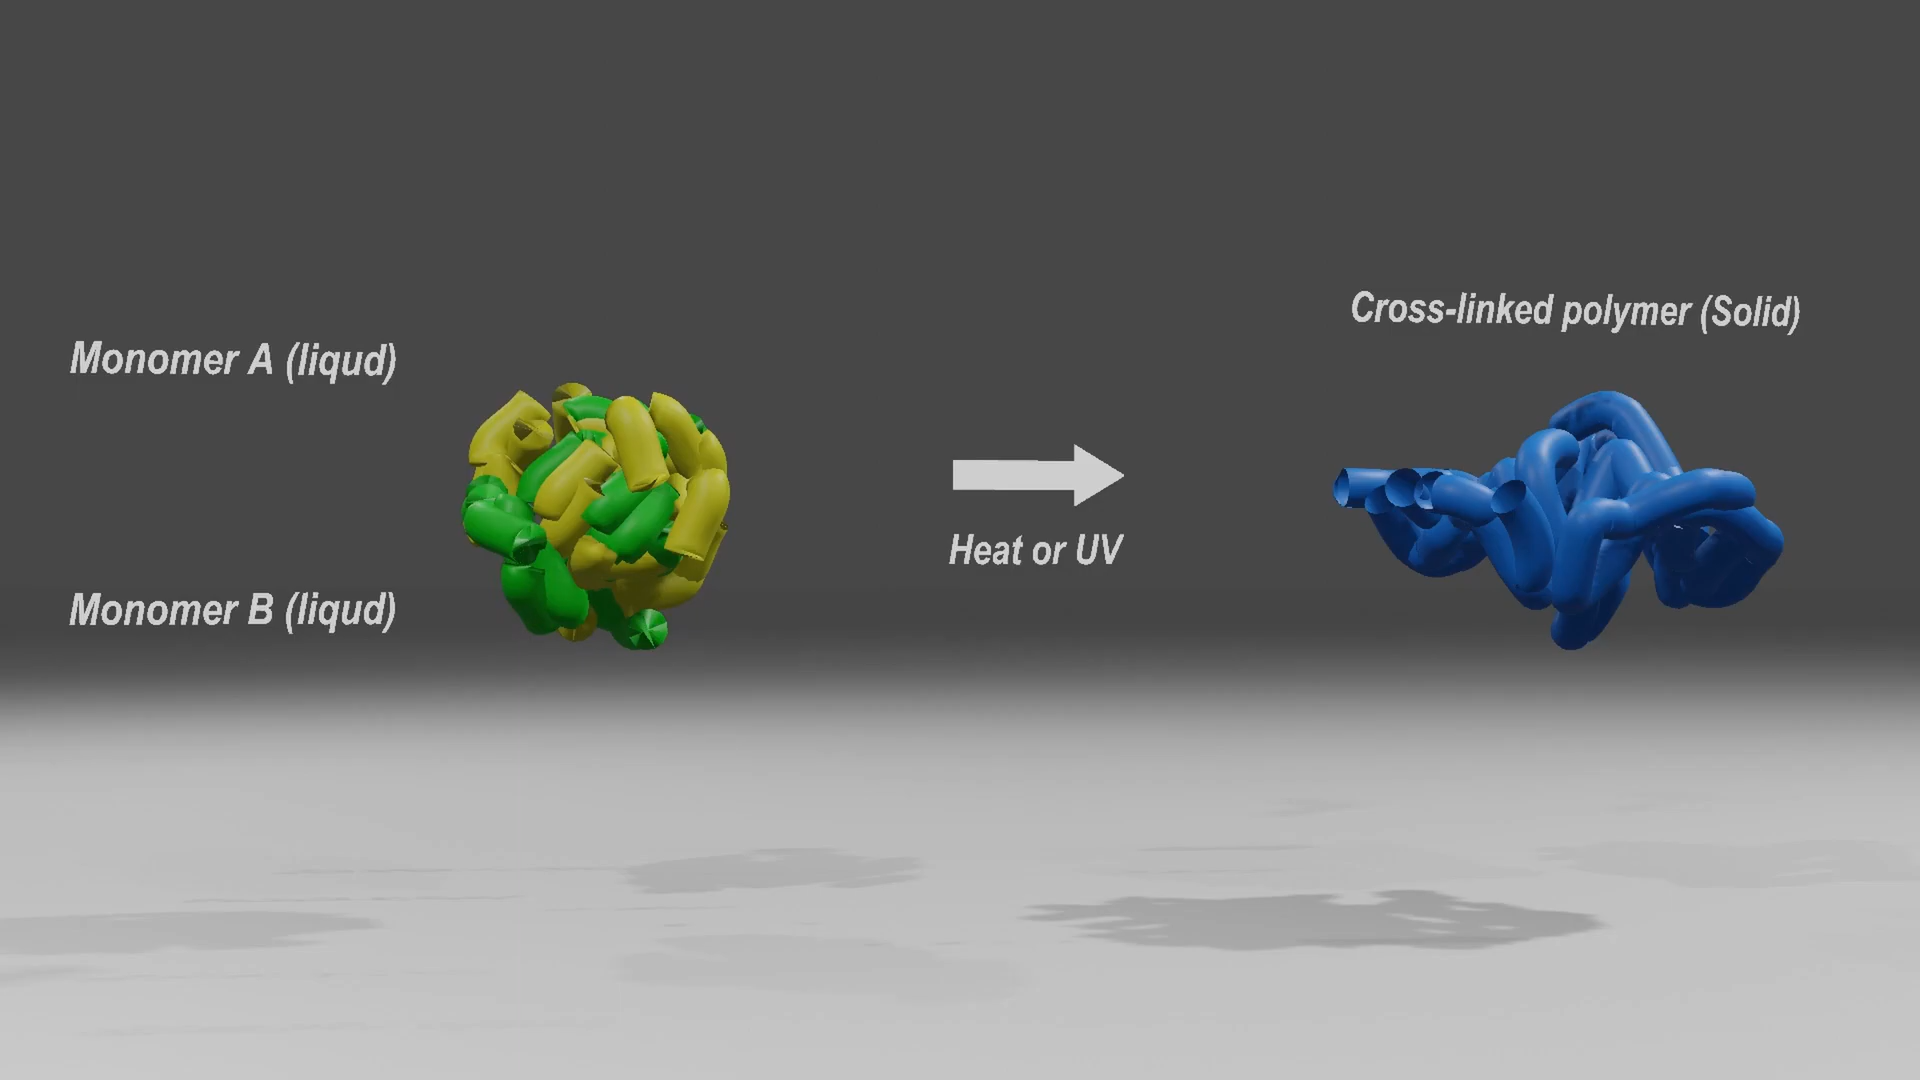 Monomer A (liqud)
Monomer B (liqud)
Heat or UV
Cross-linked polymer (Solid)